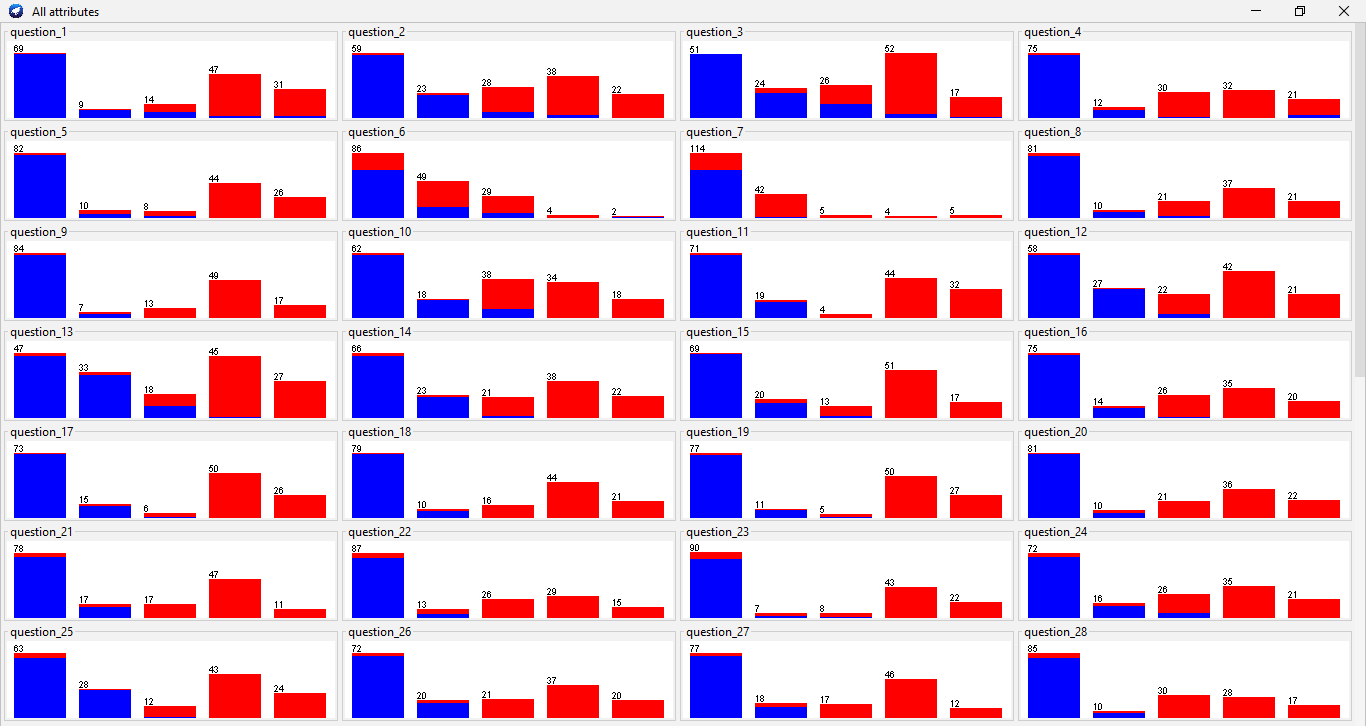 All attributes
question_1
69 9 14 47 31
question_2
59 23 28 38 22
question_3
51 24 26 52 17
question_4
75 12 30 32 21
question_5
82 10 8 44 26
question_6
86 49 29 4 2
question_7
114 42 5 4 5
question_8
81 10 21 37 21
question_9
84 7 13 49 17
question_10
62 18 38 34 18
question_11
71 19 4 44 32
question_12
58 27 22 42 21
question_13
47 33 18 45 27
question_14
66 23 21 38 22
question_15
69 20 13 51 17
question_16
75 14 26 35 20
question_17
73 15 6 50 26
question_18
79 10 16 44 21
question_19
77 11 5 50 27
question_20
81 10 21 36 22
question_21
78 17 17 47 11
question_22
87 13 26 29 15
question_23
90 7 8 43 22
question_24
72 16 26 35 21
question_25
63 28 12 43 24
question_26
72 20 21 37 20
question_27
77 18 17 46 12
question_28
85 10 30 28 17